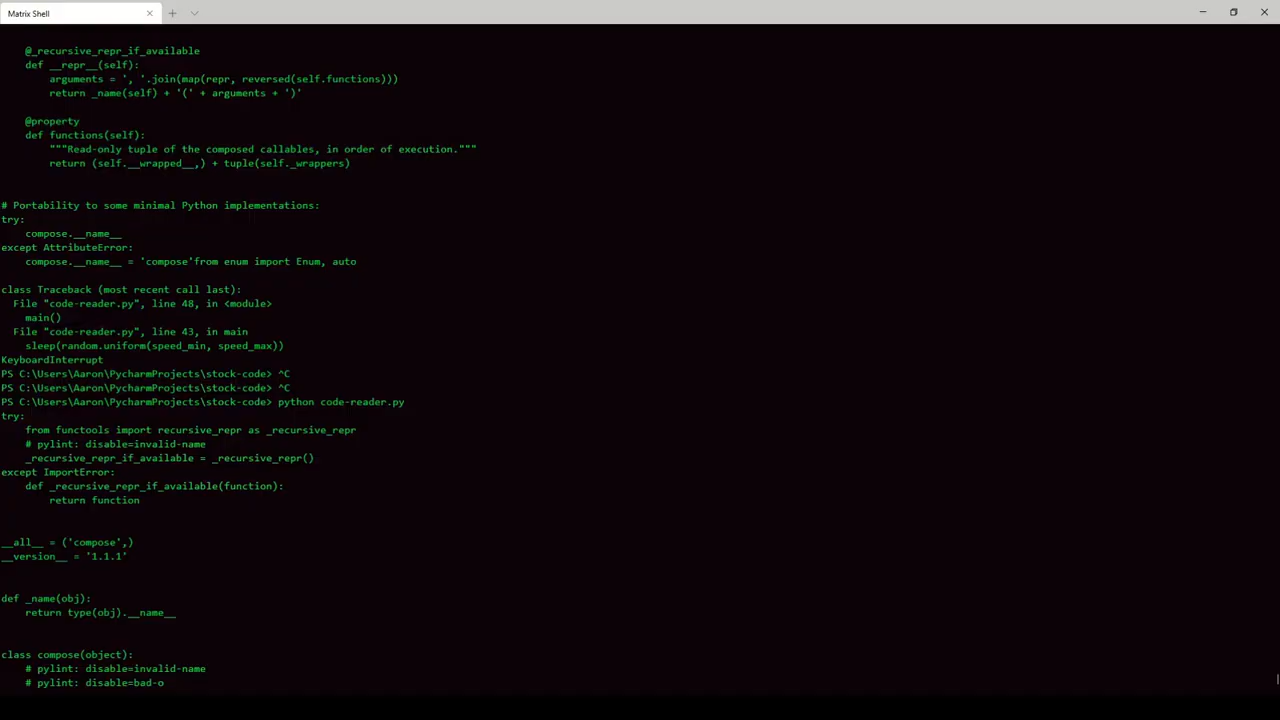 Matrix Shell
@_recursive_repr_if_available
def __repr__(self):
arguments = ', '.join(map(repr, reversed(self.functions)))
return _name(self) + '(' + arguments + ')'
@property
def functions(self):
"""Read-only tuple of the composed callables, in order of execution."""
return (self.__wrapped__,) + tuple(self._wrappers)
# Portability to some minimal Python implementations:
try:
compose.__name__
except AttributeError:
compose.__name__ = 'compose'from enum import Enum, auto
class Traceback (most recent call last):
File "code-reader.py", line 48, in <module>
main()
File "code-reader.py", line 43, in main
sleep(random.uniform(speed_min, speed_max))
KeyboardInterrupt
PS C:\Users\Aaron\PycharmProjects\stock-code> ^C
PS C:\Users\Aaron\PycharmProjects\stock-code> ^C
PS C:\Users\Aaron\PycharmProjects\stock-code> python code-reader.py
try:
from functools import recursive_repr as _recursive_repr
# pylint: disable=invalid-name
_recursive_repr_if_available = _recursive_repr()
except ImportError:
def _recursive_repr_if_available(function):
return function
__all__ = ('compose',)
__version__ = '1.1.1'
def _name(obj):
return type(obj).__name__
class compose(object):
# pylint: disable=invalid-name
# pylint: disable=bad-o